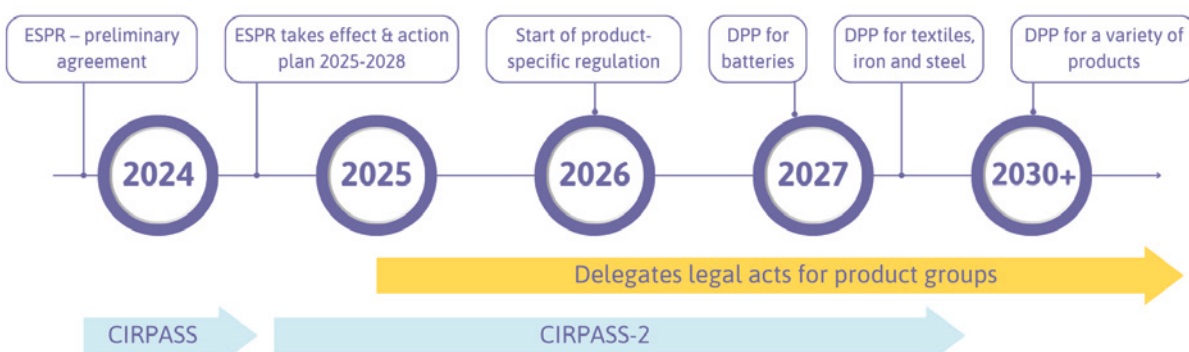 ESPR – preliminary
agreement
ESPR takes effect & action
plan 2025-2028
Start of product-
specific regulation
DPP for
batteries
DPP for textiles,
iron and steel
DPP for a variety of
products
2024
2025
2026
2027
2030+
Delegates legal acts for product groups
CIRPASS
CIRPASS-2